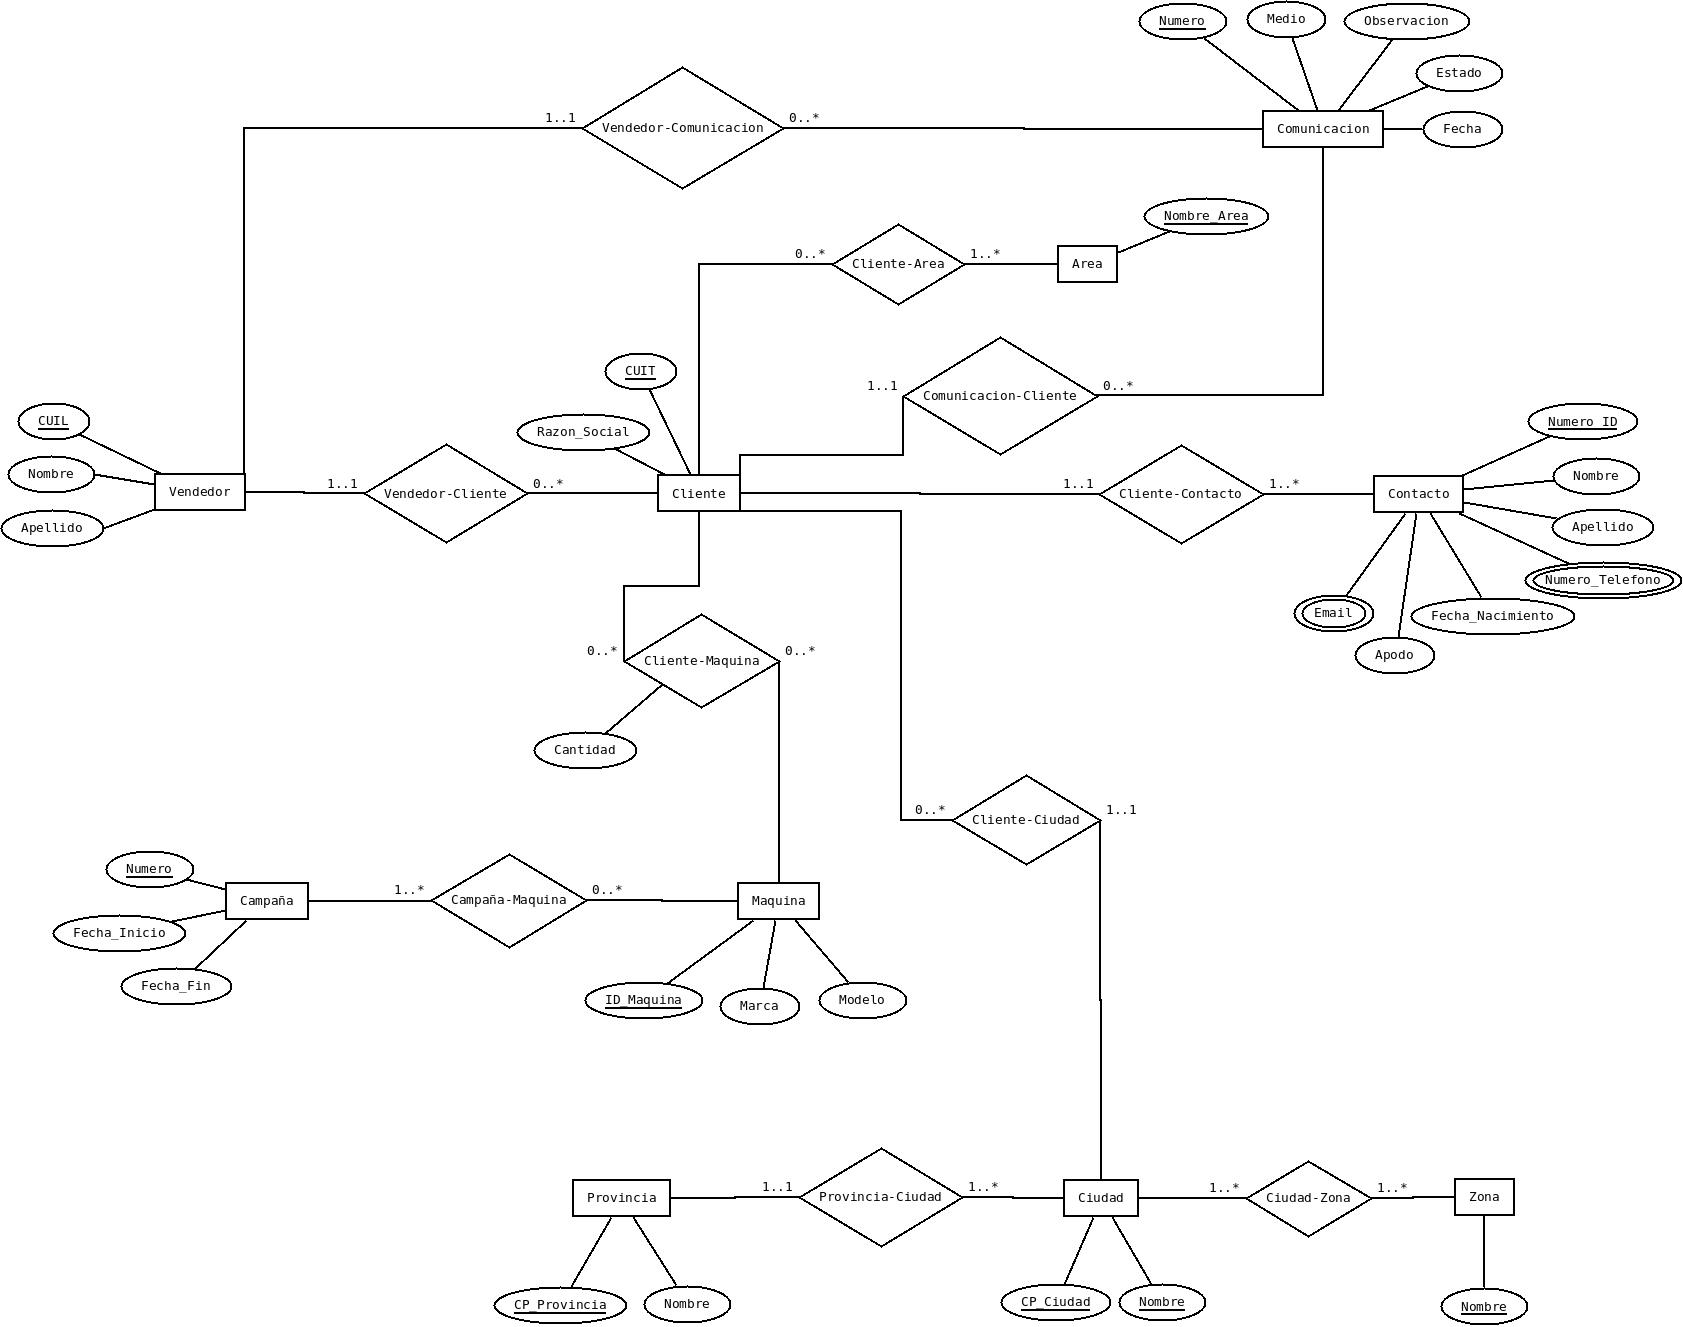 Numero
Medio
Observacion
Estado
1..1
Vendedor-Comunicacion
0..*
Comunicacion
Fecha
Nombre_Area
0..*
Cliente-Area
1..*
Area
CUIT
1..1
Comunicacion-Cliente
0..*
CUIL
Razon_Social
Numero_ID
Nombre
Vendedor
1..1
Vendedor-Cliente
0..*
Cliente
1..1
Cliente-Contacto
1..*
Contacto
Nombre
Apellido
Apellido
Numero_Telefono
Email
Fecha_Nacimiento
Apodo
0..*
Cliente-Maquina
0..*
Cantidad
0..*
Cliente-Ciudad
1..1
Numero
Campaña
1..*
Campaña-Maquina
0..*
Maquina
Fecha_Inicio
Fecha_Fin
ID_Maquina
Marca
Modelo
Provincia
1..1
Provincia-Ciudad
1..*
Ciudad
1..*
Ciudad-Zona
1..*
Zona
CP_Provincia
Nombre
CP_Ciudad
Nombre
Nombre